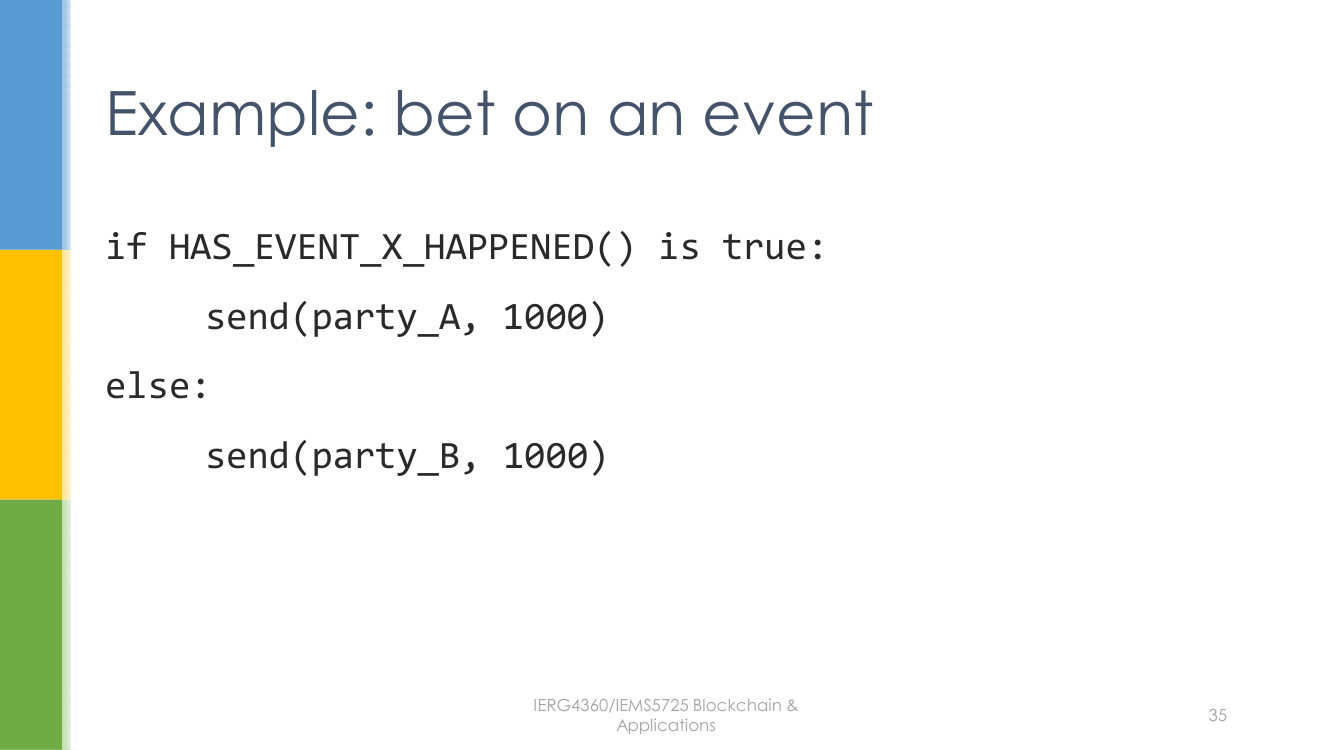 Example: bet on an event
if HAS_EVENT_X_HAPPENED() is true:
send(party_A, 1000)
else:
send(party_B, 1000)
IERG4360/IEMS5725 Blockchain &
Applications
35